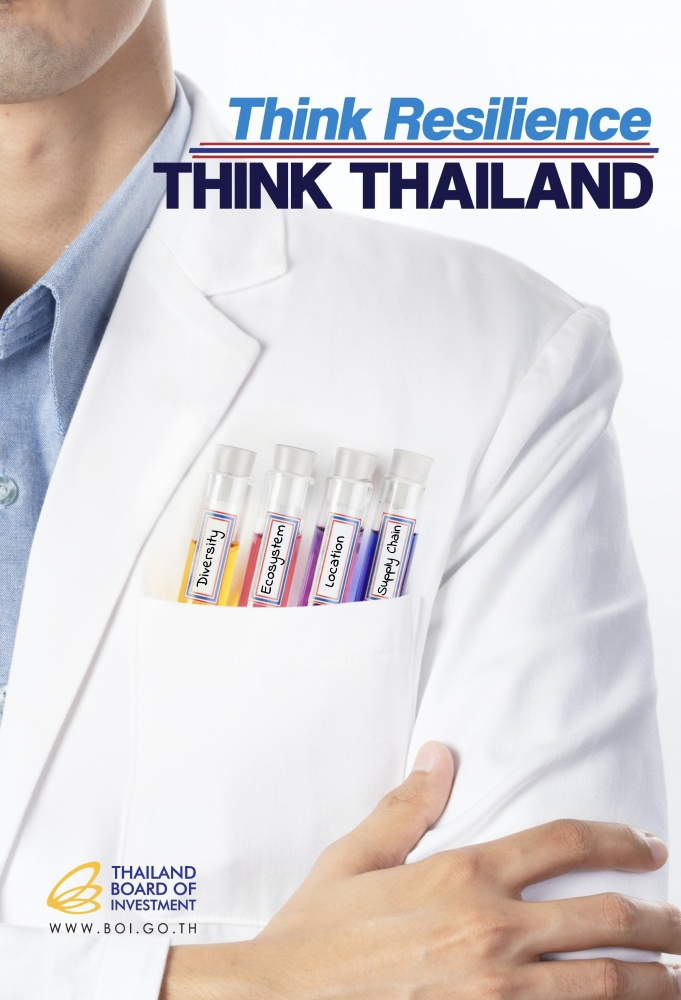 Think Resilience
THINK THAILAND
Diversity
Ecosystem
Location
Supply Chain
THAILAND
BOARD OF
INVESTMENT
WWW.BOI.GO.TH